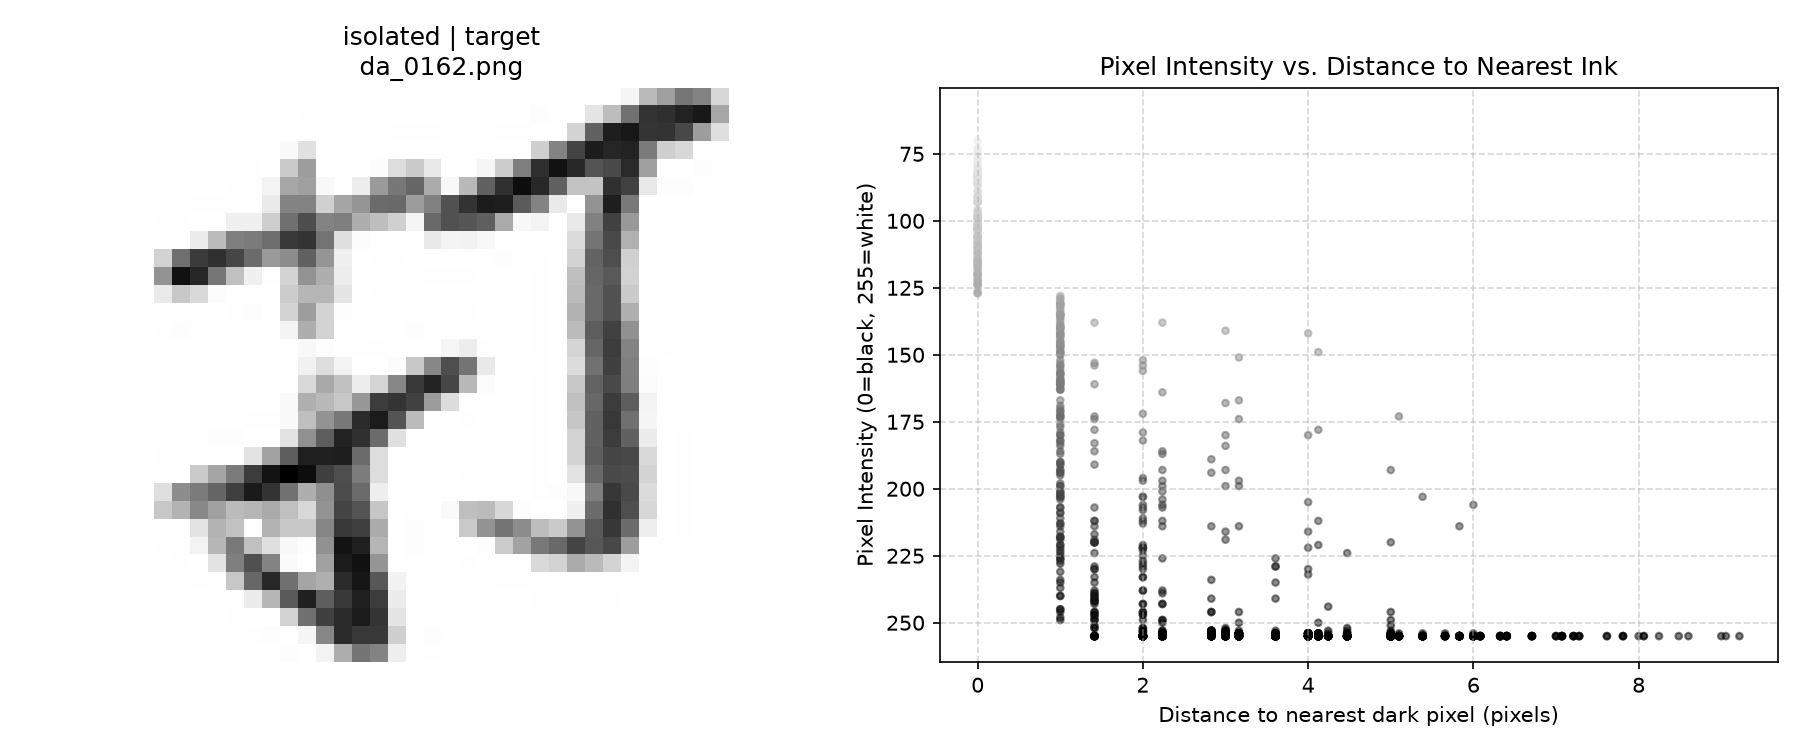 isolated | target
da_0162.png
Pixel Intensity vs. Distance to Nearest Ink
75
100
125
150
175
200
225
250
Pixel Intensity (0=black, 255=white)
0 2 4 6 8
Distance to nearest dark pixel (pixels)